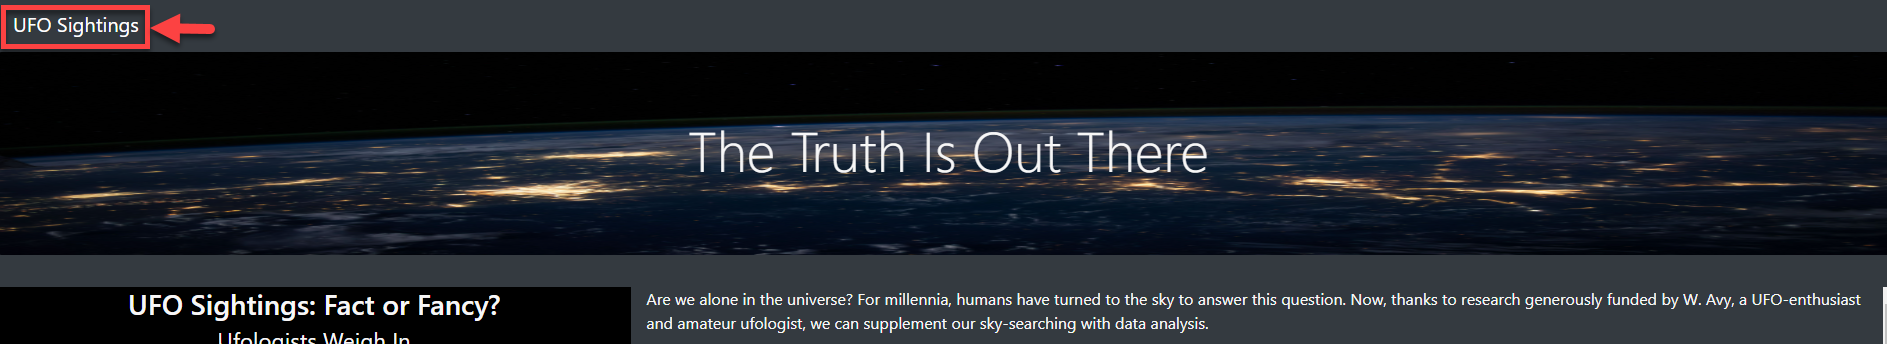 UFO Sightings
The Truth Is Out There
UFO Sightings: Fact or Fancy?
Ufologists Weigh In
Are we alone in the universe? For millennia, humans have turned to the sky to answer this question. Now, thanks to research generously funded by W. Avy, a UFO-enthusiast
and amateur ufologist, we can supplement our sky-searching with data analysis.